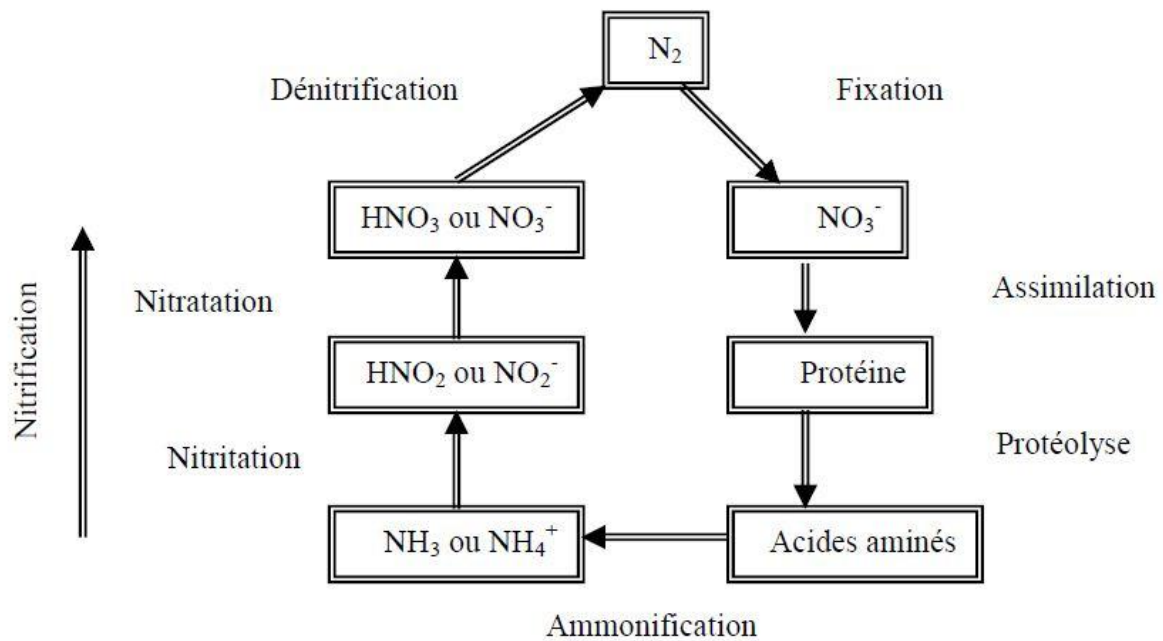 N₂
Dénitrification
Fixation
HNO₃ ou NO₃⁻
NO₃⁻
Nitrification
Nitratation
Assimilation
HNO₂ ou NO₂⁻
Protéine
Nitritation
Protéolyse
NH₃ ou NH₄⁺
Acides aminés
Ammonification